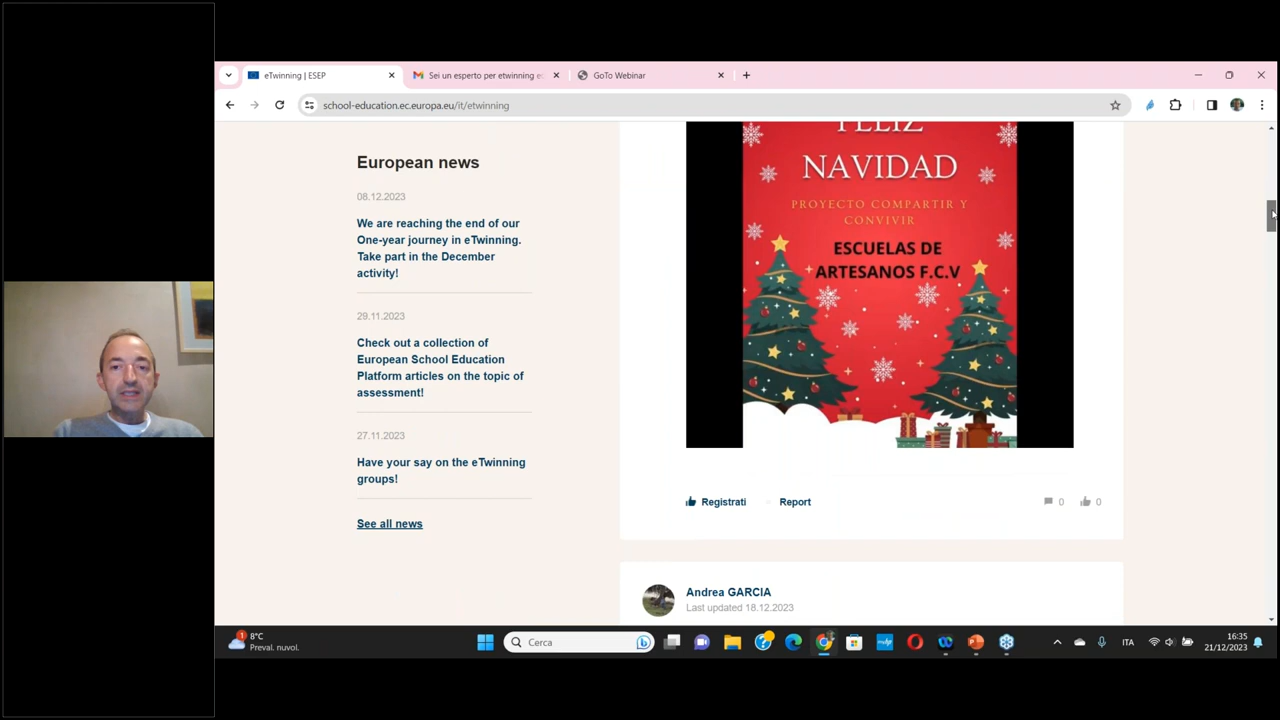 eTwinning | ESEP
Sei un esperto per etwinning e
GoTo Webinar
school-education.ec.europa.eu/it/etwinning
European news
08.12.2023
We are reaching the end of our
One-year journey in eTwinning.
Take part in the December
activity!
29.11.2023
Check out a collection of
European School Education
Platform articles on the topic of
assessment!
27.11.2023
Have your say on the eTwinning
groups!
See all news
FELIZ
NAVIDAD
PROYECTO COMPARTIR Y
CONVIVIR
ESCUELAS DE
ARTESANOS F.C.V
Registrati
Report
0
0
Andrea GARCIA
Last updated 18.12.2023
1
8°C
Preval. nuvol.
Cerca
ITA
16:35
21/12/2023